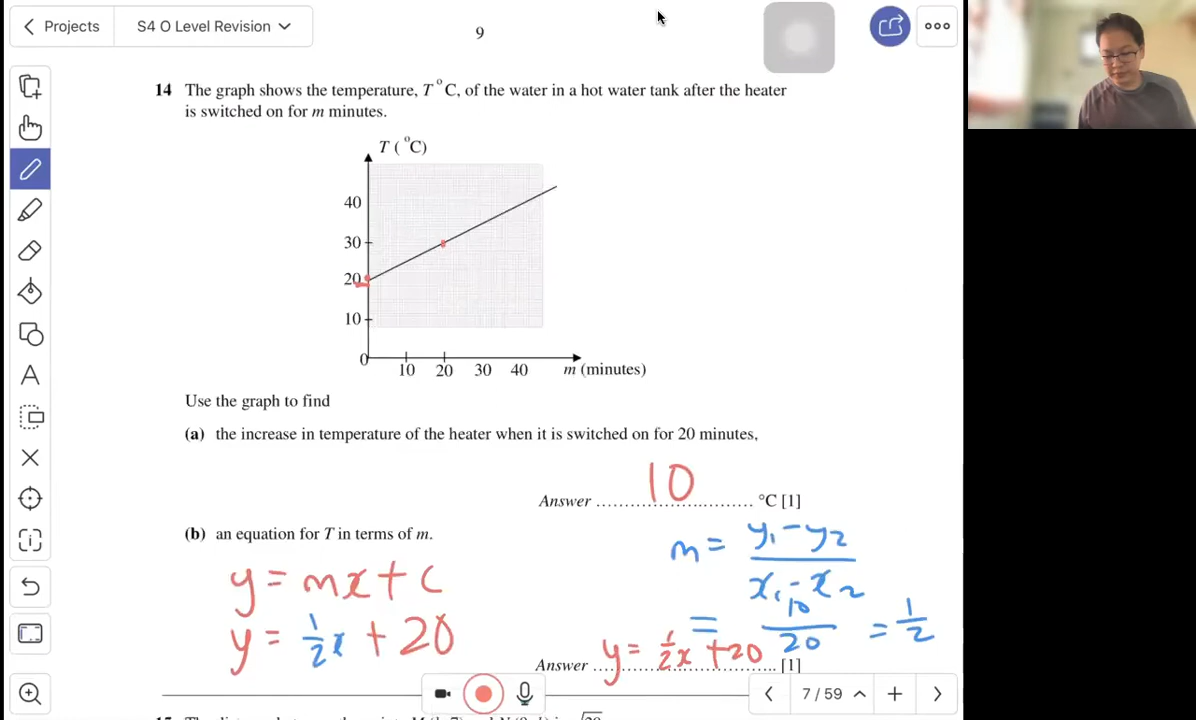 Projects
S4 O Level Revision
9
14 The graph shows the temperature, T °C, of the water in a hot water tank after the heater
is switched on for m minutes.
T ( °C)
40
30
20
10
0
10 20 30 40 m (minutes)
Use the graph to find
(a) the increase in temperature of the heater when it is switched on for 20 minutes,
10
Answer .............................. °C [1]
(b) an equation for T in terms of m.
m = y₁ - y₂ / x₁ - x₂
= 10/20 = 1/2
y = mx + c
y = 1/2 x + 20
Answer .... y = 1/2 x + 20 .... [1]
7 / 59